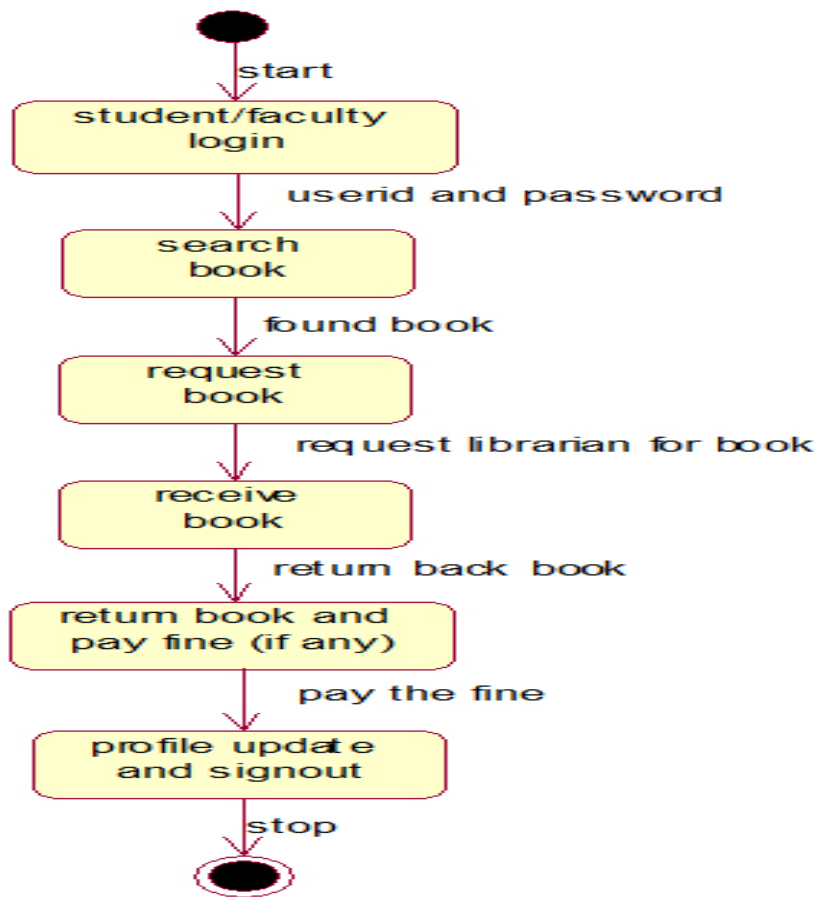 start
student/faculty
login
userid and password
search
book
found book
request
book
request librarian for book
receive
book
return back book
return book and
pay fine (if any)
pay the fine
profile update
and signout
stop